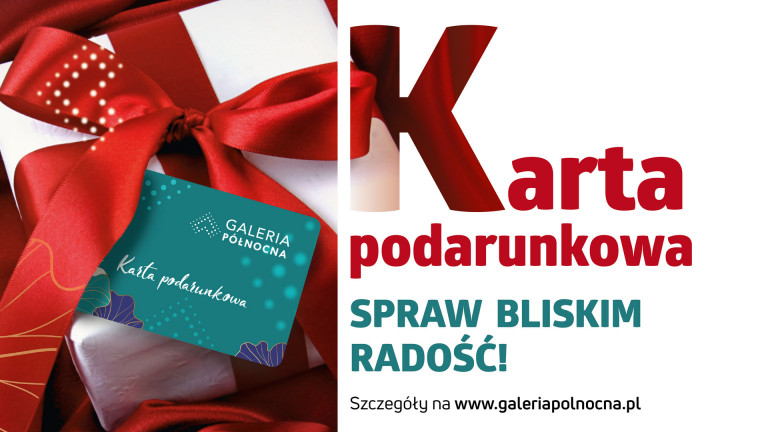 GALERIA
PÓŁNOCNA
Karta podarunkowa
Karta
podarunkowa
SPRAW BLISKIM
RADOŚĆ!
Szczegóły na www.galeriapolnocna.pl